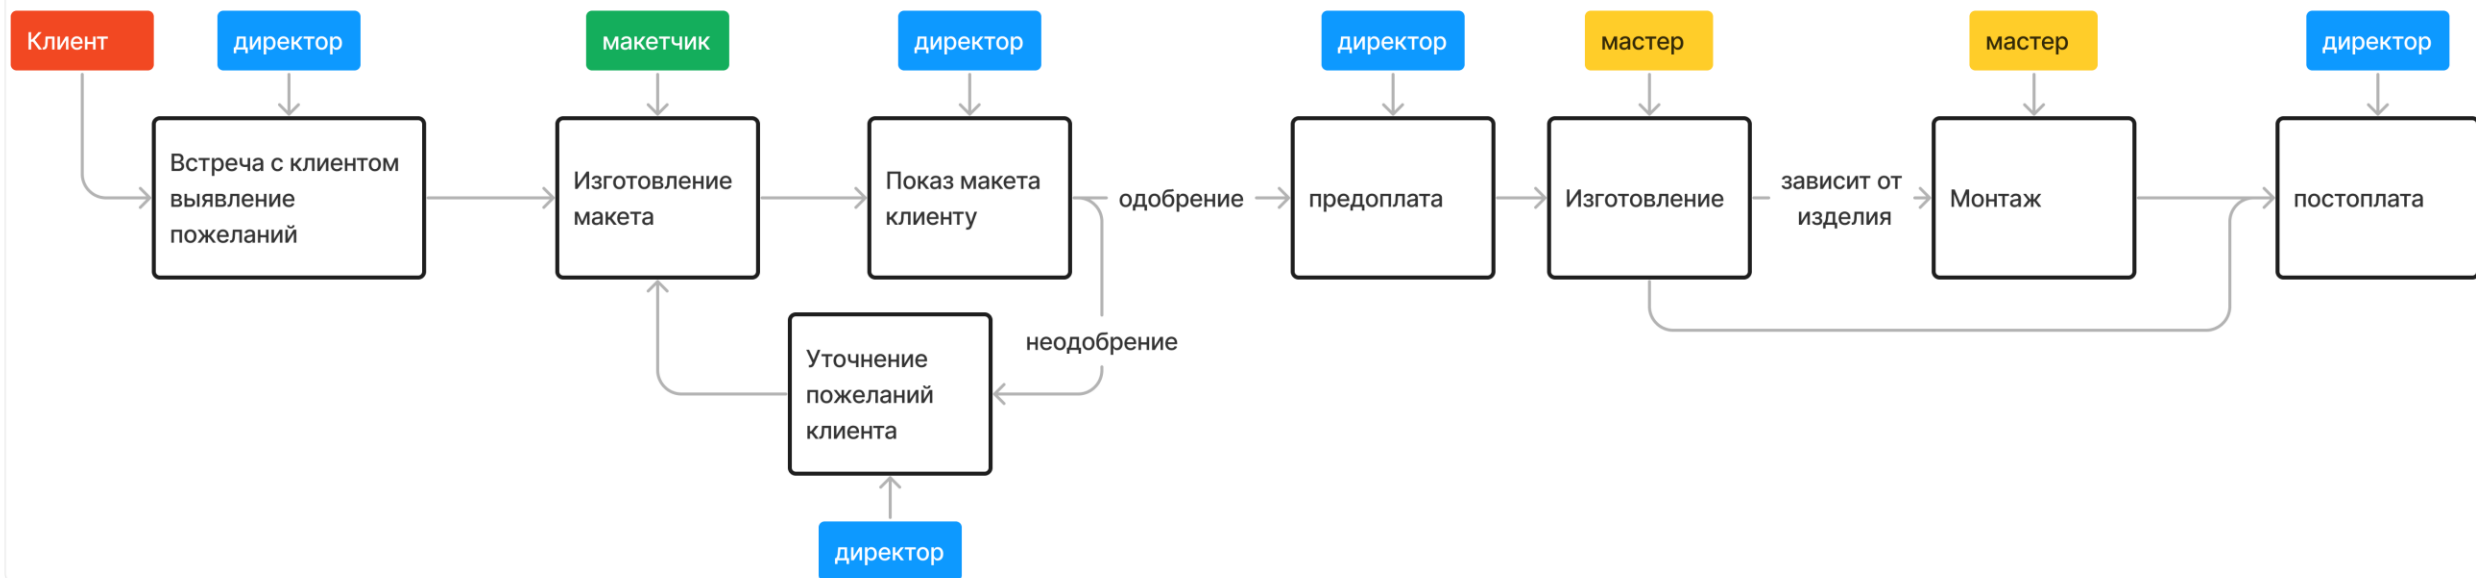 Клиент
директор
макетчик
директор
директор
мастер
мастер
директор
Встреча с клиентом
выявление
пожеланий
Изготовление
макета
Показ макета
клиенту
одобрение
предоплата
Изготовление
зависит от
изделия
Монтаж
постоплата
неодобрение
Уточнение
пожеланий
клиента
директор